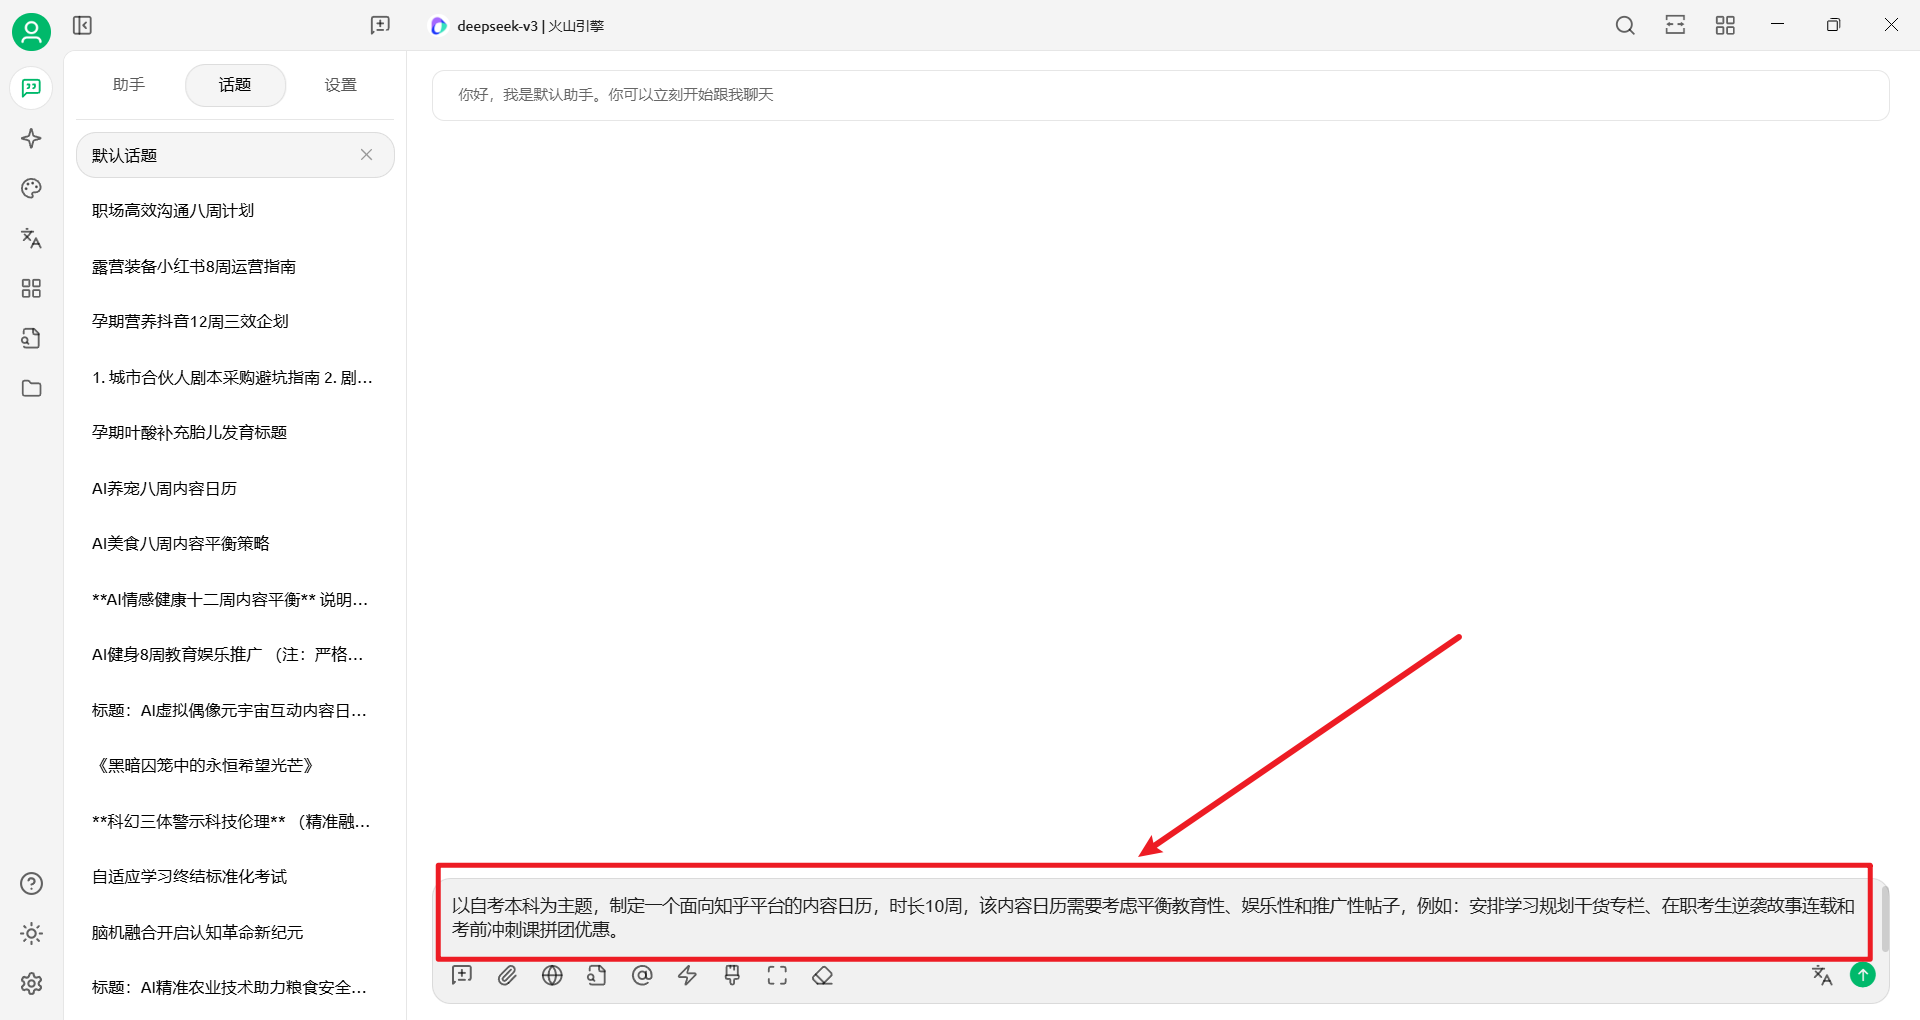 deepseek-v3 | 火山引擎
助手
话题
设置
默认话题
职场高效沟通八周计划
露营装备小红书8周运营指南
孕期营养抖音12周三效企划
1. 城市合伙人剧本采购避坑指南 2. 剧...
孕期叶酸补充胎儿发育标题
AI养宠八周内容日历
AI美食八周内容平衡策略
**AI情感健康十二周内容平衡** 说明...
AI健身8周教育娱乐推广 （注：严格...
标题：AI虚拟偶像元宇宙互动内容日...
《黑暗囚笼中的永恒希望光芒》
**科幻三体警示科技伦理** （精准融...
自适应学习终结标准化考试
脑机融合开启认知革命新纪元
标题：AI精准农业技术助力粮食安全...
你好，我是默认助手。你可以立刻开始跟我聊天
以自考本科为主题，制定一个面向知乎平台的内容日历，时长10周，该内容日历需要考虑平衡教育性、娱乐性和推广性帖子，例如：安排学习规划干货专栏、在职考生逆袭故事连载和
考前冲刺课拼团优惠。